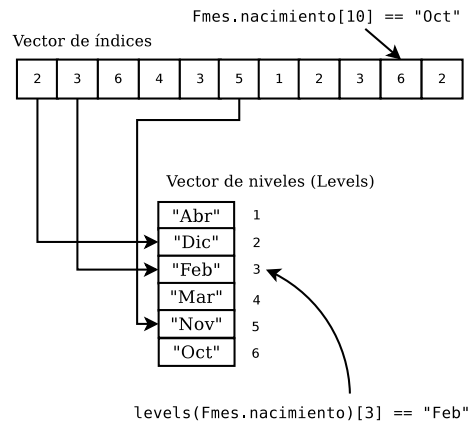 Fmes.nacimiento[10] == "Oct"
Vector de índices
2 3 6 4 3 5 1 2 3 6 2
Vector de niveles (Levels)
"Abr" 1
"Dic" 2
"Feb" 3
"Mar" 4
"Nov" 5
"Oct" 6
levels(Fmes.nacimiento)[3] == "Feb"